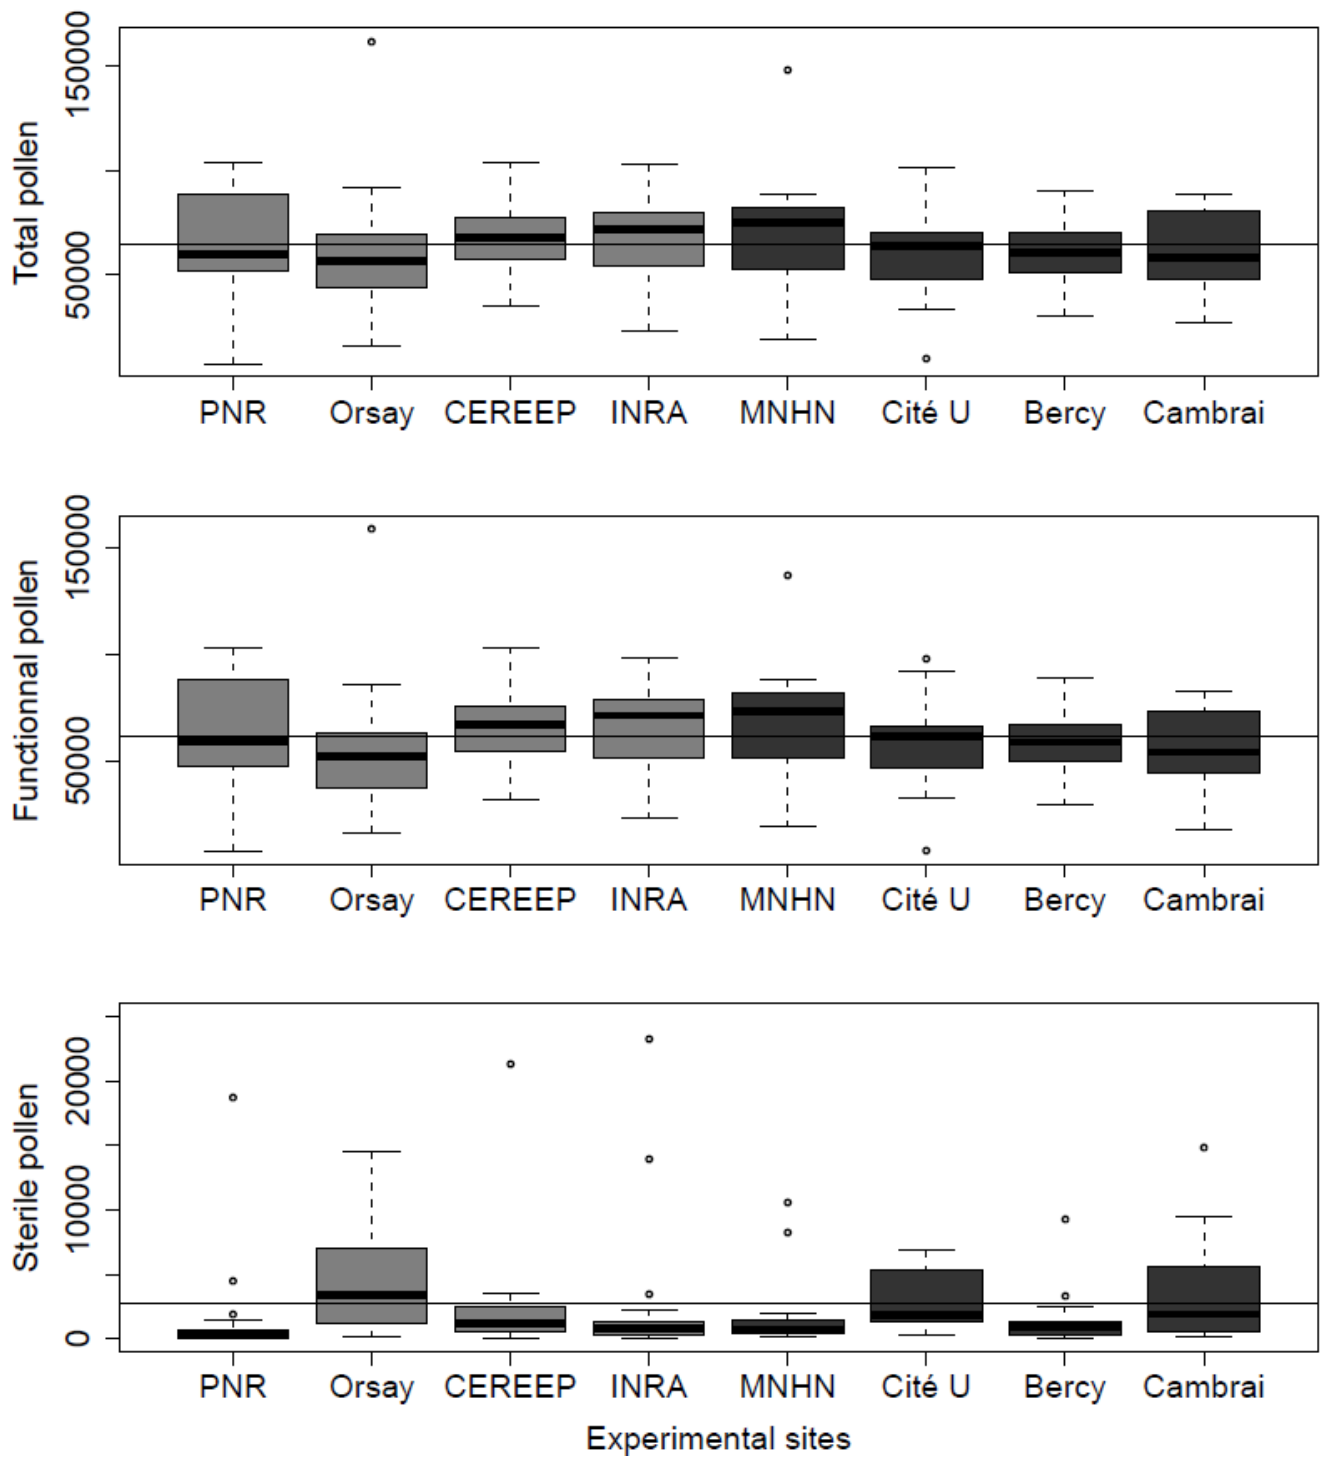 Total pollen
150000
50000
PNR Orsay CEREEP INRA MNHN Cité U Bercy Cambrai
Functionnal pollen
150000
50000
PNR Orsay CEREEP INRA MNHN Cité U Bercy Cambrai
Sterile pollen
20000
10000
0
PNR Orsay CEREEP INRA MNHN Cité U Bercy Cambrai
Experimental sites